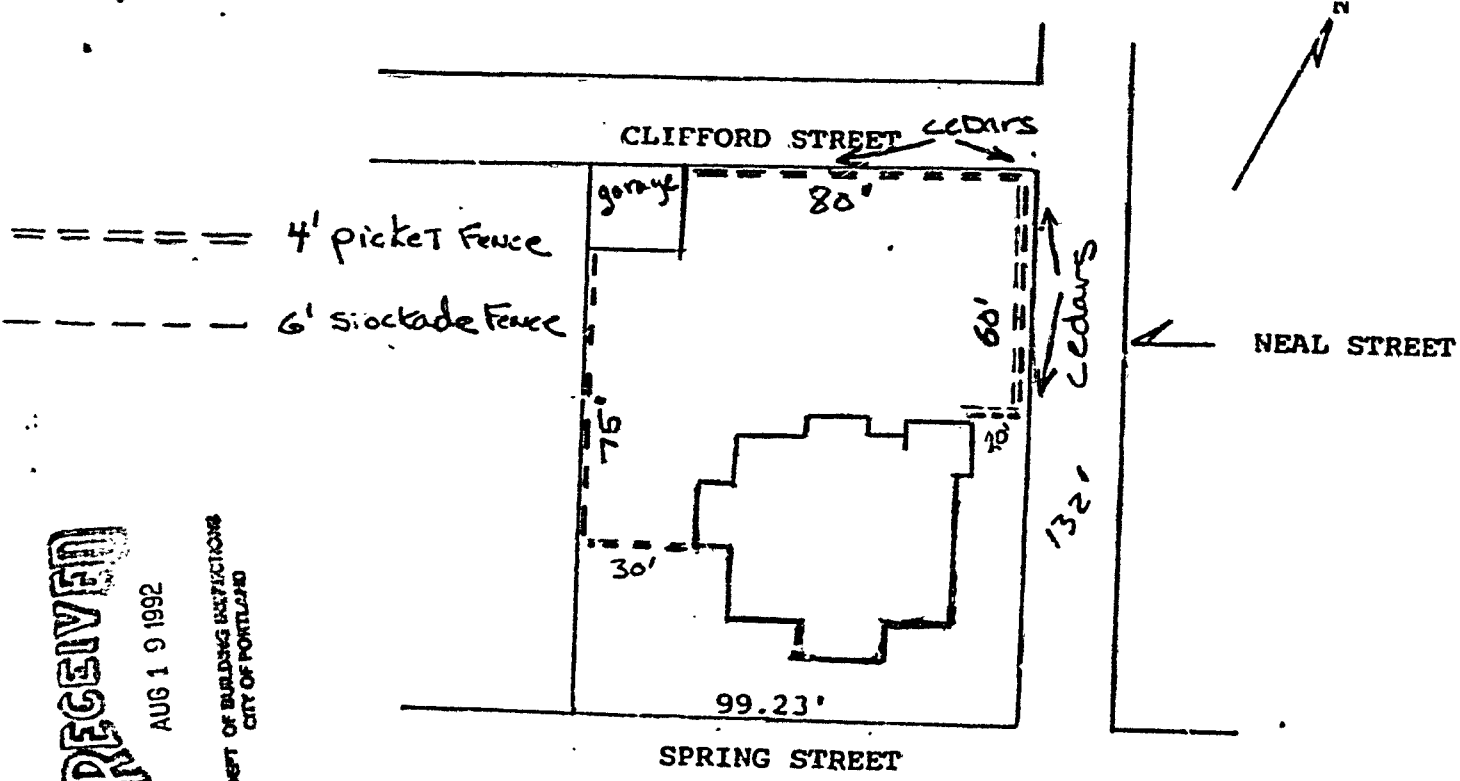 N
cedars
CLIFFORD STREET
garage
80'
4' picket Fence
6' stockade Fence
60'
cedars
NEAL STREET
75'
20'
132'
30'
99.23'
SPRING STREET
RECEIVED
AUG 19 1992
DEPT OF BUILDING INSPECTIONS
CITY OF PORTLAND